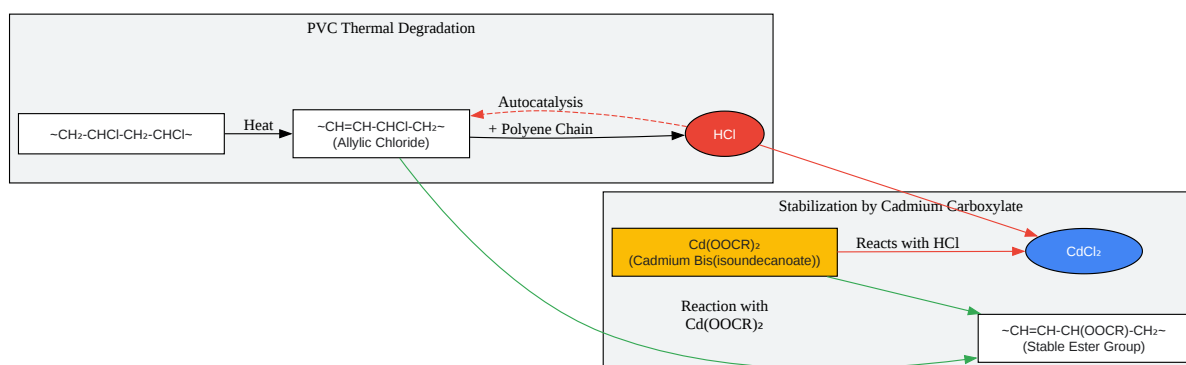 PVC Thermal Degradation
~CH₂-CHCl-CH₂-CHCl~
Heat
~CH=CH-CHCl-CH₂~
(Allylic Chloride)
Autocatalysis
+ Polyene Chain
HCl
Stabilization by Cadmium Carboxylate
Cd(OOCR)₂
(Cadmium Bis(isoundecanoate))
Reacts with HCl
CdCl₂
Reaction with
Cd(OOCR)₂
~CH=CH-CH(OOCR)-CH₂~
(Stable Ester Group)